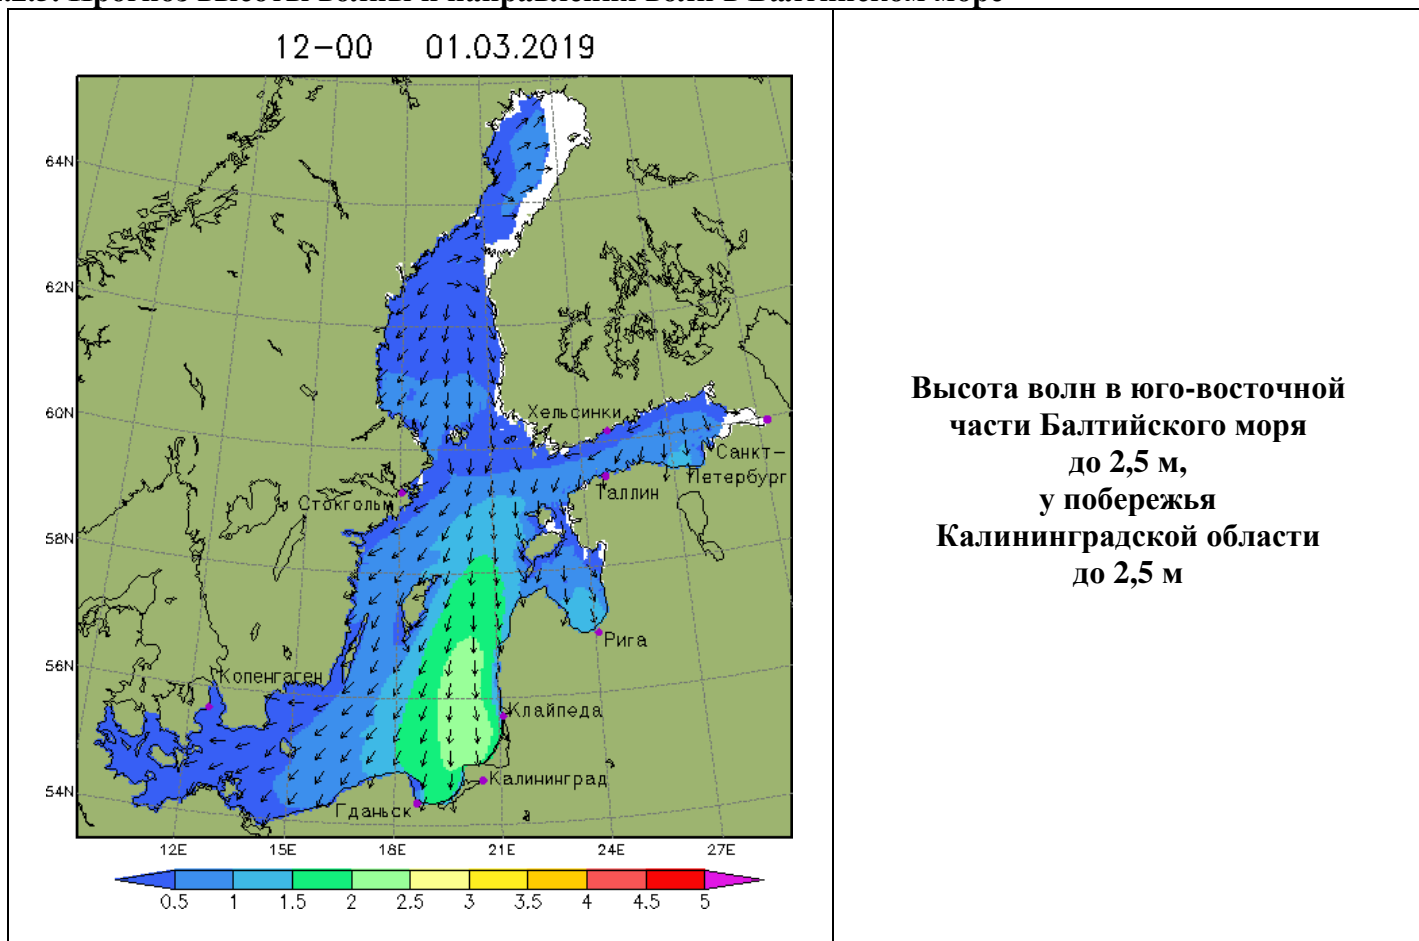 12-00 01.03.2019
64N
62N
60N
58N
56N
54N
Хельсинки
Санкт-
Петербург
Таллин
Стокгольм
Рига
Копенгаген
Клайпеда
Калининград
Гданьск
12E 15E 18E 21E 24E 27E
0.5 1 1.5 2 2.5 3 3.5 4 4.5 5
Высота волн в юго-восточной
части Балтийского моря
до 2,5 м,
у побережья
Калининградской области
до 2,5 м